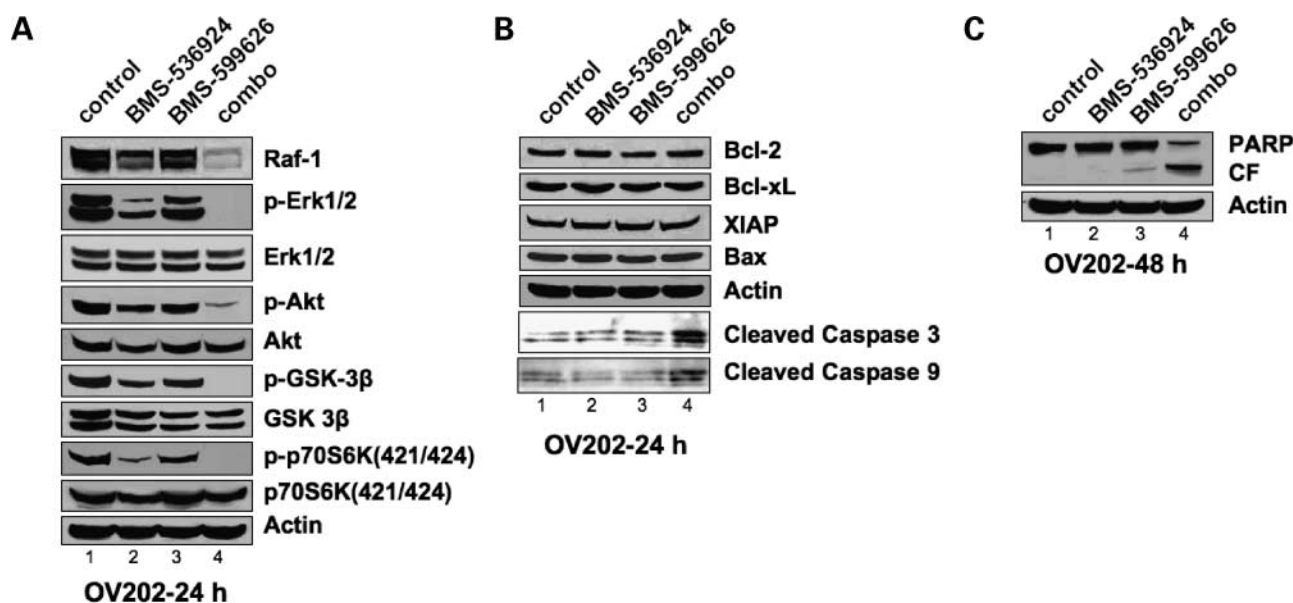 A
control
BMS-536924
BMS-599626
combo
Raf-1
p-Erk1/2
Erk1/2
p-Akt
Akt
p-GSK-3β
GSK 3β
p-p70S6K(421/424)
p70S6K(421/424)
Actin
1 2 3 4
OV202-24 h
B
control
BMS-536924
BMS-599626
combo
Bcl-2
Bcl-xL
XIAP
Bax
Actin
Cleaved Caspase 3
Cleaved Caspase 9
1 2 3 4
OV202-24 h
C
control
BMS-536924
BMS-599626
combo
PARP
CF
Actin
1 2 3 4
OV202-48 h